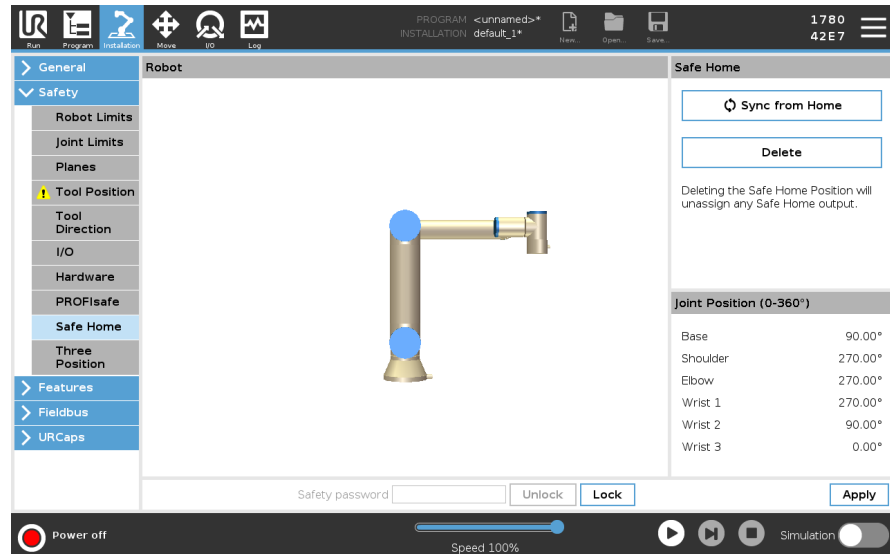 UR
PROGRAM <unnamed>*
INSTALLATION default_1*
1780
42E7
Run Program Installation Move I/O Log New... Open... Save...
General
Safety
Robot Limits
Joint Limits
Planes
Tool Position
Tool
Direction
I/O
Hardware
PROFIsafe
Safe Home
Three
Position
Features
Fieldbus
URCaps
Robot
Safe Home
Sync from Home
Delete
Deleting the Safe Home Position will
unassign any Safe Home output.
Joint Position (0-360°)
Base 90.00°
Shoulder 270.00°
Elbow 270.00°
Wrist 1 270.00°
Wrist 2 90.00°
Wrist 3 0.00°
Safety password Unlock Lock Apply
Power off
Speed 100%
Simulation